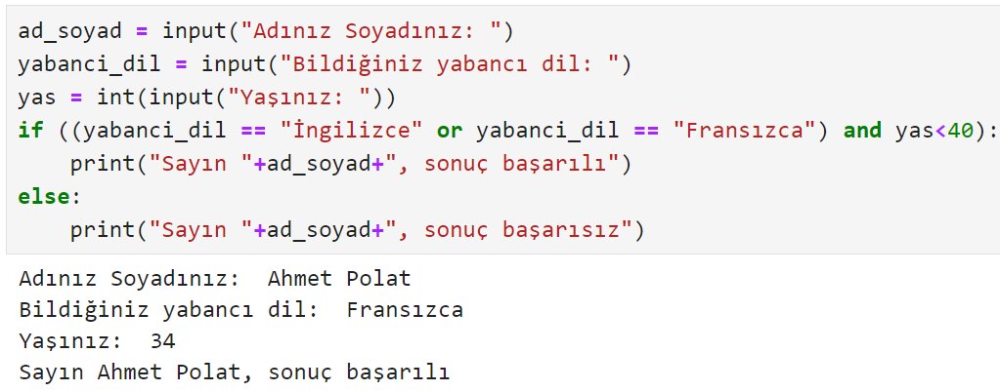 ad_soyad = input("Adınız Soyadınız: ")
yabanci_dil = input("Bildiğiniz yabancı dil: ")
yas = int(input("Yaşınız: "))
if ((yabanci_dil == "İngilizce" or yabanci_dil == "Fransızca") and yas<40):
    print("Sayın "+ad_soyad+", sonuç başarılı")
else:
    print("Sayın "+ad_soyad+", sonuç başarısız")
Adınız Soyadınız:  Ahmet Polat
Bildiğiniz yabancı dil:  Fransızca
Yaşınız:  34
Sayın Ahmet Polat, sonuç başarılı